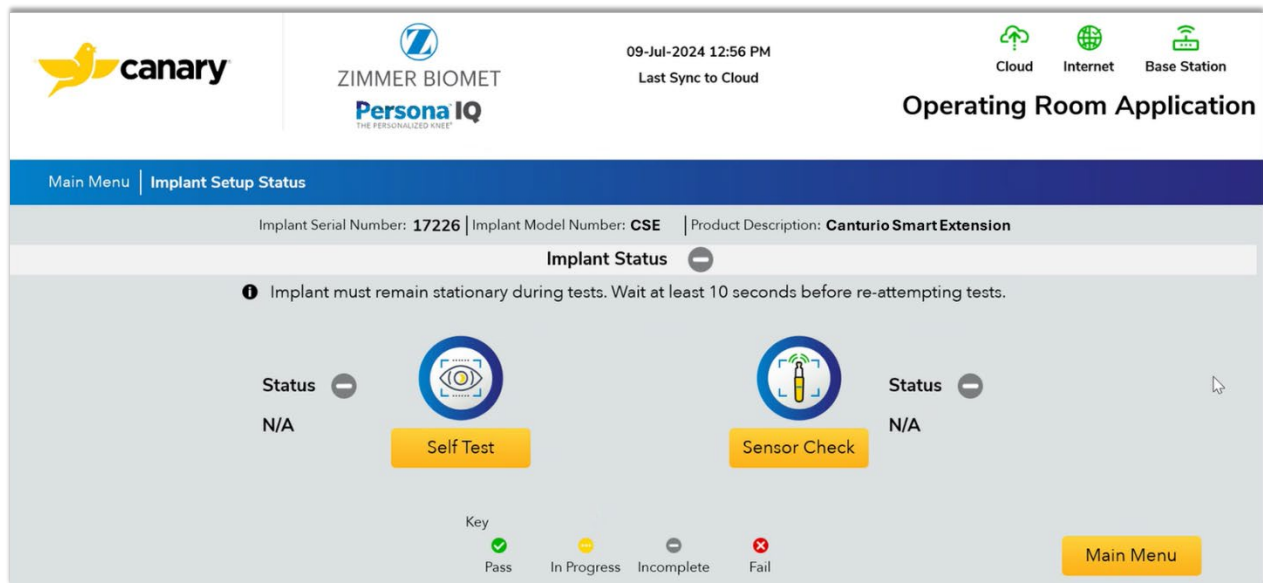 canary
ZIMMER BIOMET
Persona IQ
THE PERSONALIZED KNEE®
09-Jul-2024 12:56 PM
Last Sync to Cloud
Cloud Internet Base Station
Operating Room Application
Main Menu | Implant Setup Status
Implant Serial Number: 17226 | Implant Model Number: CSE | Product Description: Canturio Smart Extension
Implant Status
Implant must remain stationary during tests. Wait at least 10 seconds before re-attempting tests.
Status
N/A
Self Test
Sensor Check
Status
N/A
Key
Pass In Progress Incomplete Fail
Main Menu